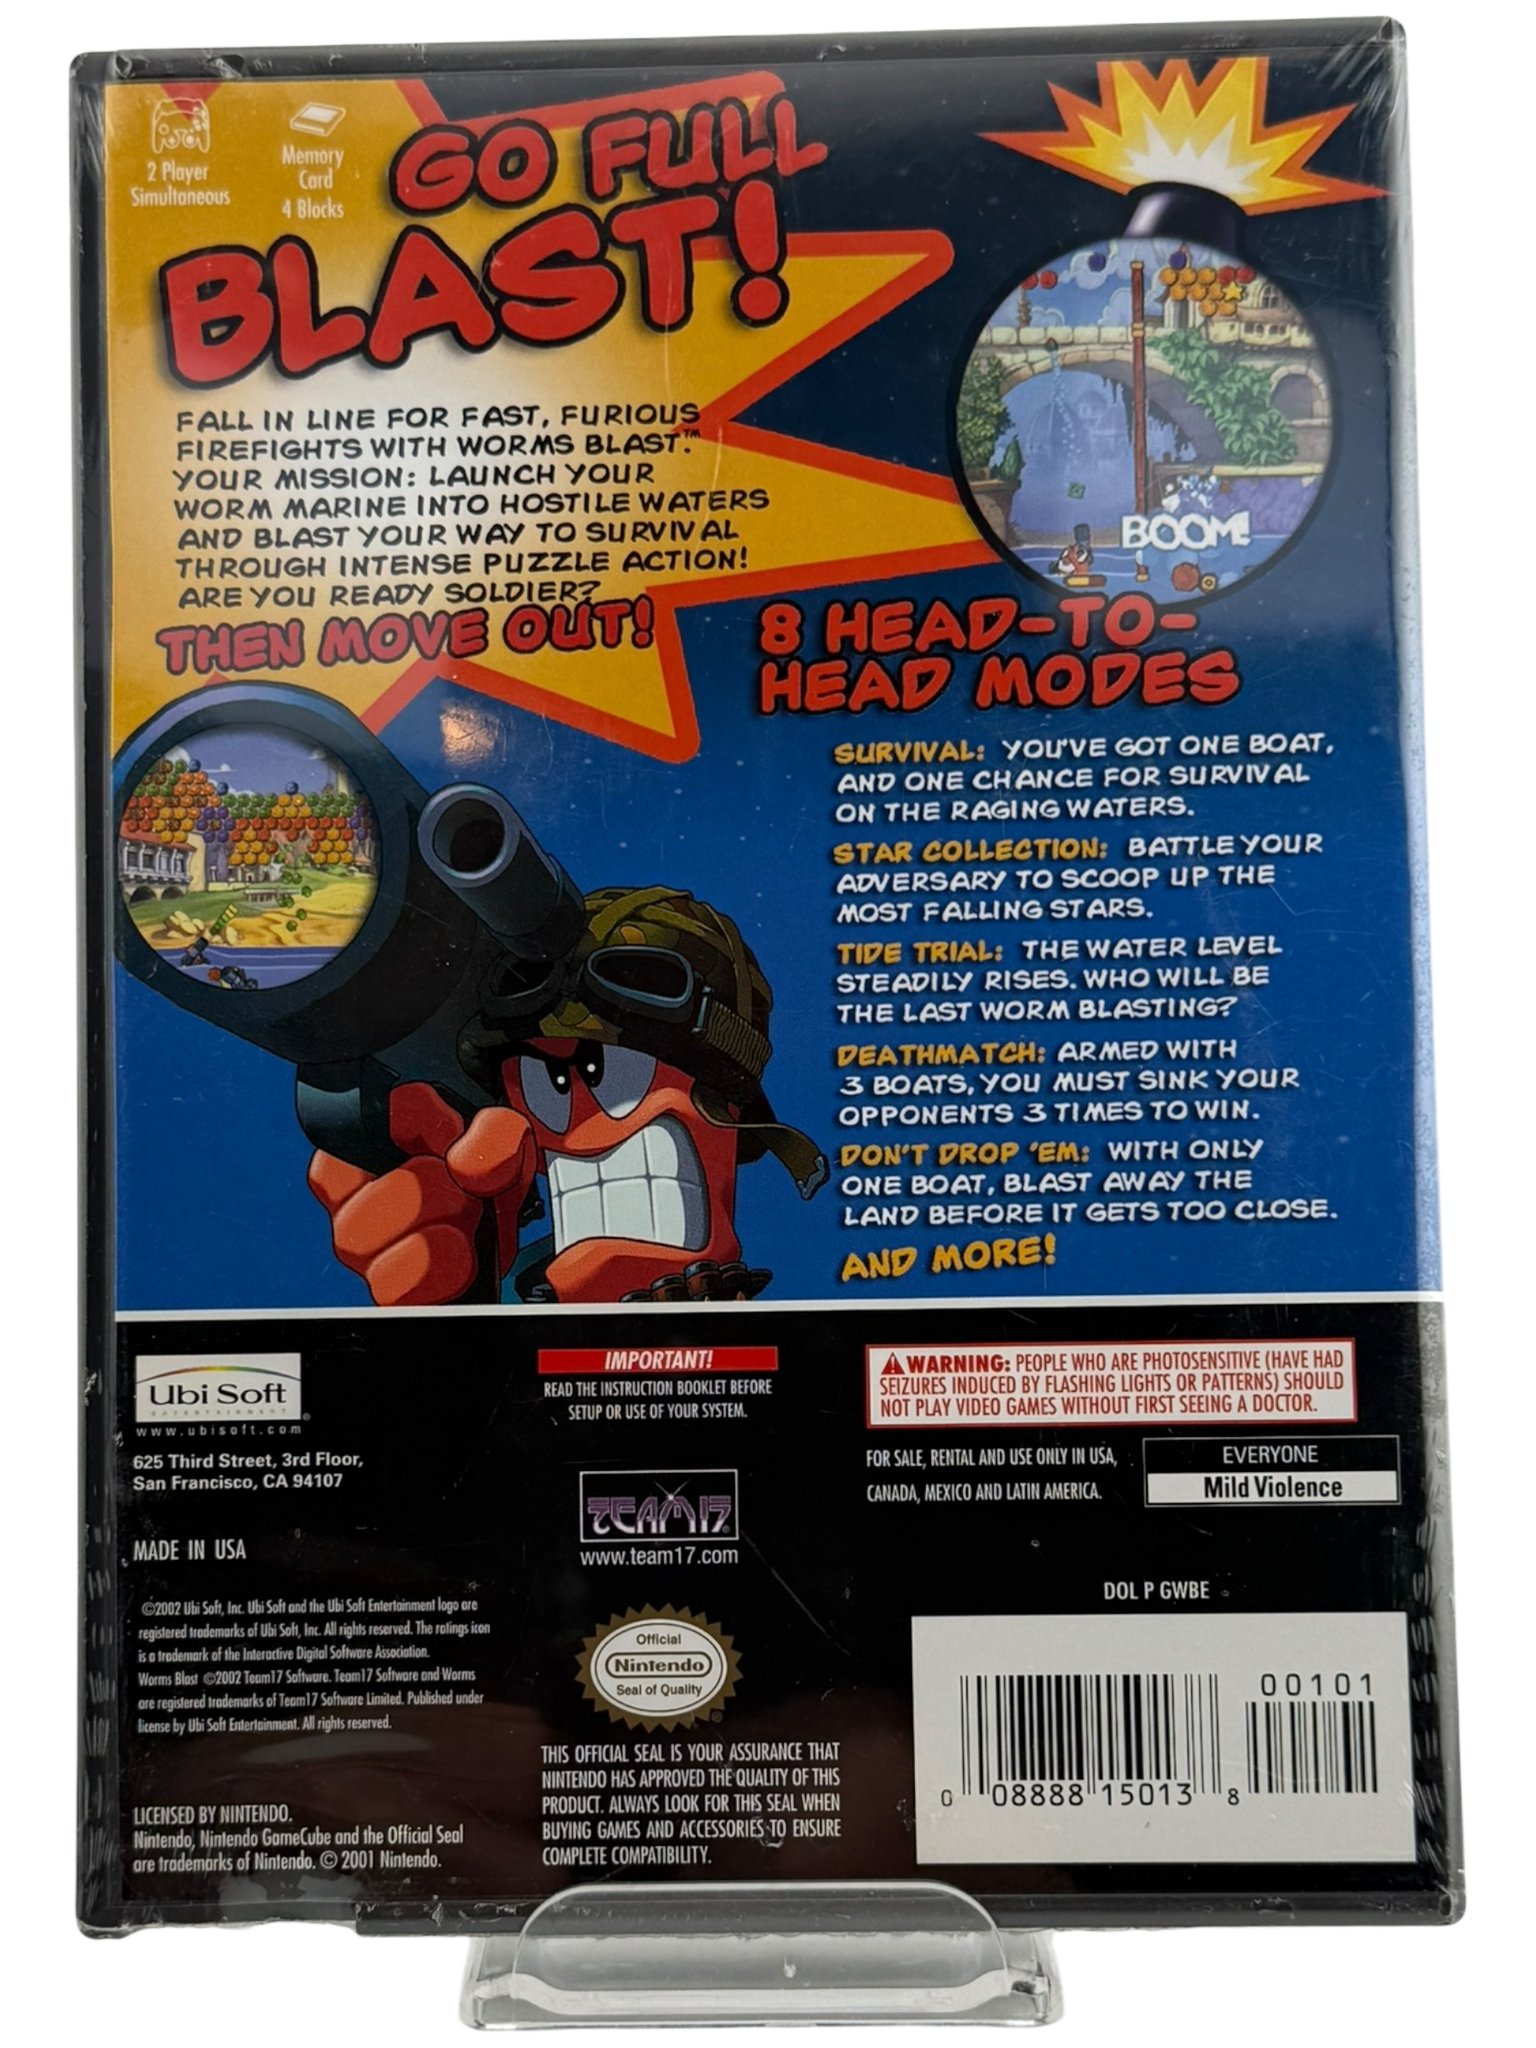 2 Player
Simultaneous
Memory
Card
4 Blocks
GO FULL
BLAST!
FALL IN LINE FOR FAST, FURIOUS
FIREFIGHTS WITH WORMS BLAST.™
YOUR MISSION: LAUNCH YOUR
WORM MARINE INTO HOSTILE WATERS
AND BLAST YOUR WAY TO SURVIVAL
THROUGH INTENSE PUZZLE ACTION!
ARE YOU READY SOLDIER?
THEN MOVE OUT!
BOOM!
8 HEAD-TO-
HEAD MODES
SURVIVAL: YOU'VE GOT ONE BOAT,
AND ONE CHANCE FOR SURVIVAL
ON THE RAGING WATERS.
STAR COLLECTION: BATTLE YOUR
ADVERSARY TO SCOOP UP THE
MOST FALLING STARS.
TIDE TRIAL: THE WATER LEVEL
STEADILY RISES. WHO WILL BE
THE LAST WORM BLASTING?
DEATHMATCH: ARMED WITH
3 BOATS, YOU MUST SINK YOUR
OPPONENTS 3 TIMES TO WIN.
DON'T DROP 'EM: WITH ONLY
ONE BOAT, BLAST AWAY THE
LAND BEFORE IT GETS TOO CLOSE.
AND MORE!
Ubi Soft
ENTERTAINMENT
®
www.ubisoft.com
625 Third Street, 3rd Floor,
San Francisco, CA 94107
MADE IN USA
©2002 Ubi Soft, Inc. Ubi Soft and the Ubi Soft Entertainment logo are
registered trademarks of Ubi Soft, Inc. All rights reserved. The ratings icon
is a trademark of the Interactive Digital Software Association.
Worms Blast ©2002 Team17 Software. Team17 Software and Worms
are registered trademarks of Team17 Software Limited. Published under
license by Ubi Soft Entertainment. All rights reserved.
LICENSED BY NINTENDO.
Nintendo, Nintendo GameCube and the Official Seal
are trademarks of Nintendo. © 2001 Nintendo.
IMPORTANT!
READ THE INSTRUCTION BOOKLET BEFORE
SETUP OR USE OF YOUR SYSTEM.
TEAM17®
www.team17.com
Official
Nintendo
Seal of Quality
®
THIS OFFICIAL SEAL IS YOUR ASSURANCE THAT
NINTENDO HAS APPROVED THE QUALITY OF THIS
PRODUCT. ALWAYS LOOK FOR THIS SEAL WHEN
BUYING GAMES AND ACCESSORIES TO ENSURE
COMPLETE COMPATIBILITY.
WARNING: PEOPLE WHO ARE PHOTOSENSITIVE (HAVE HAD
SEIZURES INDUCED BY FLASHING LIGHTS OR PATTERNS) SHOULD
NOT PLAY VIDEO GAMES WITHOUT FIRST SEEING A DOCTOR.
FOR SALE, RENTAL AND USE ONLY IN USA,
CANADA, MEXICO AND LATIN AMERICA.
EVERYONE
Mild Violence
DOL P GWBE
00101
0 08888 15013 8